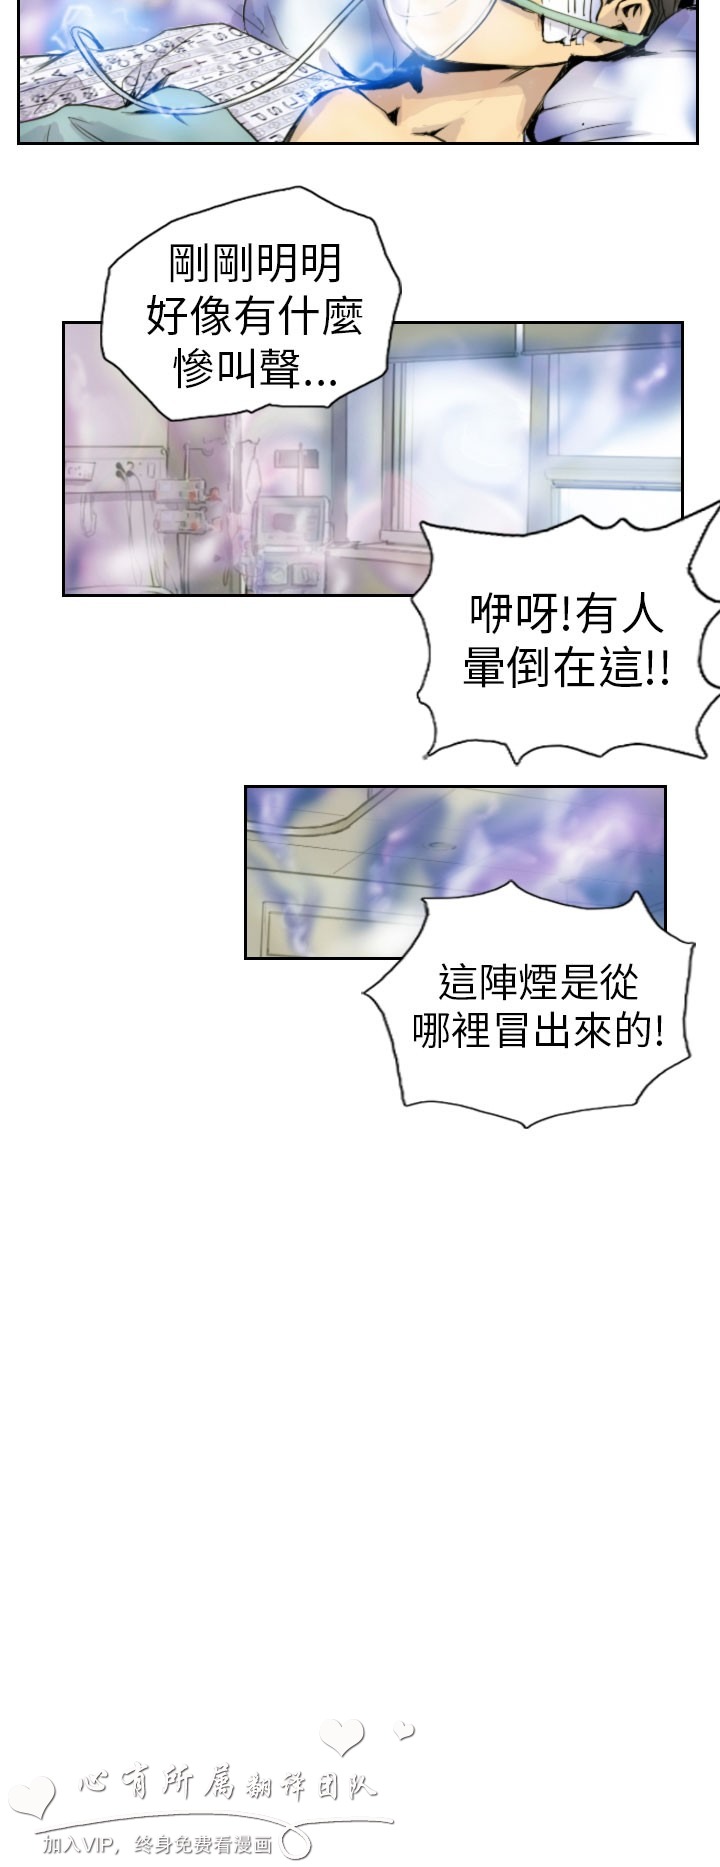 剛剛明明
好像有什麼
慘叫聲...
咿呀!有人
暈倒在這!!
這陣煙是從
哪裡冒出來的!
心有所属翻译团队
加入VIP，终身免费看漫画